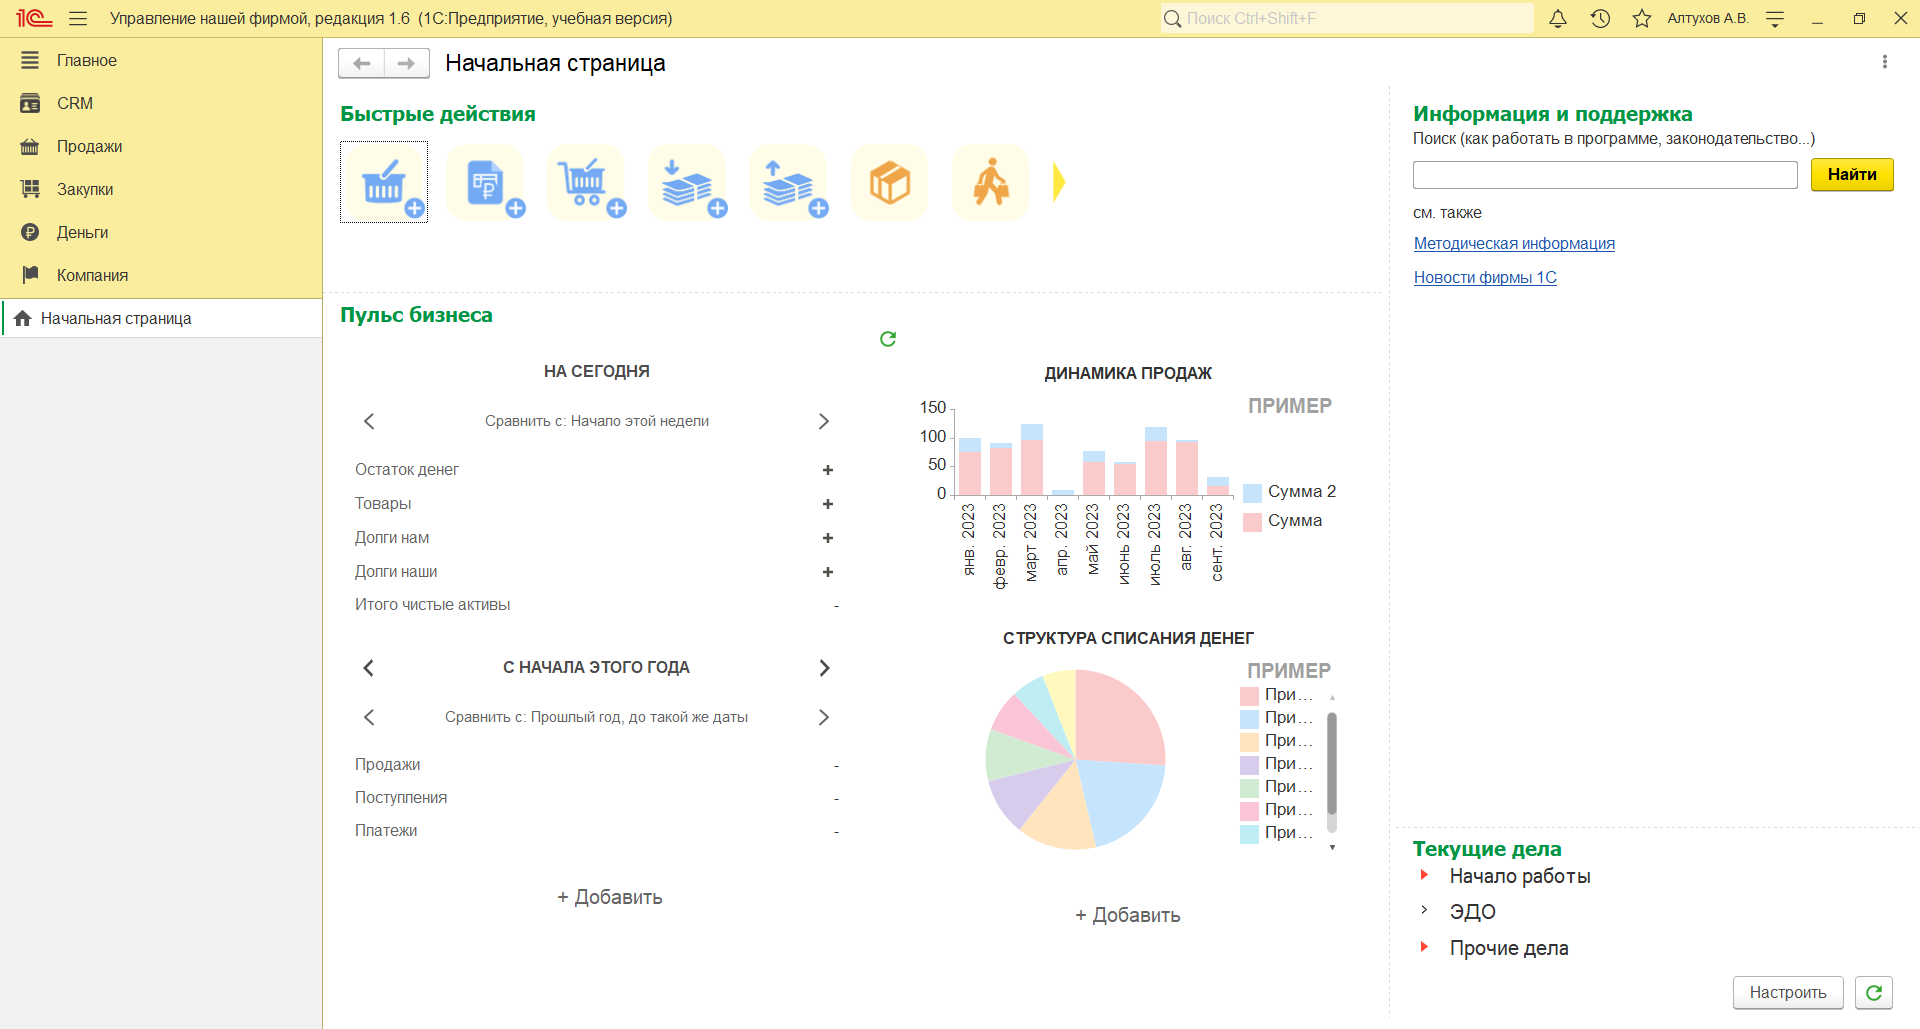 1С Управление нашей фирмой, редакция 1.6 (1С:Предприятие, учебная версия)
Поиск Ctrl+Shift+F
Алтухов А.В.
Главное
CRM
Продажи
Закупки
Деньги
Компания
Начальная страница
Начальная страница
Быстрые действия
Пульс бизнеса
НА СЕГОДНЯ
Сравнить с: Начало этой недели
Остаток денег +
Товары +
Долги нам +
Долги наши +
Итого чистые активы -
С НАЧАЛА ЭТОГО ГОДА
Сравнить с: Прошлый год, до такой же даты
Продажи -
Поступления -
Платежи -
+ Добавить
ДИНАМИКА ПРОДАЖ
ПРИМЕР
150
100
50
0
янв. 2023
февр. 2023
март 2023
апр. 2023
май 2023
июнь 2023
июль 2023
авг. 2023
сент. 2023
Сумма 2
Сумма
СТРУКТУРА СПИСАНИЯ ДЕНЕГ
ПРИМЕР
При...
При...
При...
При...
При...
При...
При...
+ Добавить
Информация и поддержка
Поиск (как работать в программе, законодательство...)
Найти
см. также
Методическая информация
Новости фирмы 1С
Текущие дела
Начало работы
ЭДО
Прочие дела
Настроить